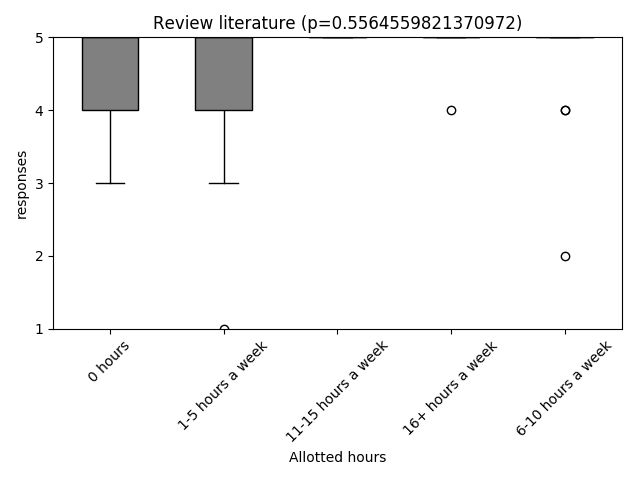 Review literature (p=0.5564559821370972)
5
4
3
2
1
responses
0 hours
1-5 hours a week
11-15 hours a week
16+ hours a week
6-10 hours a week
Allotted hours